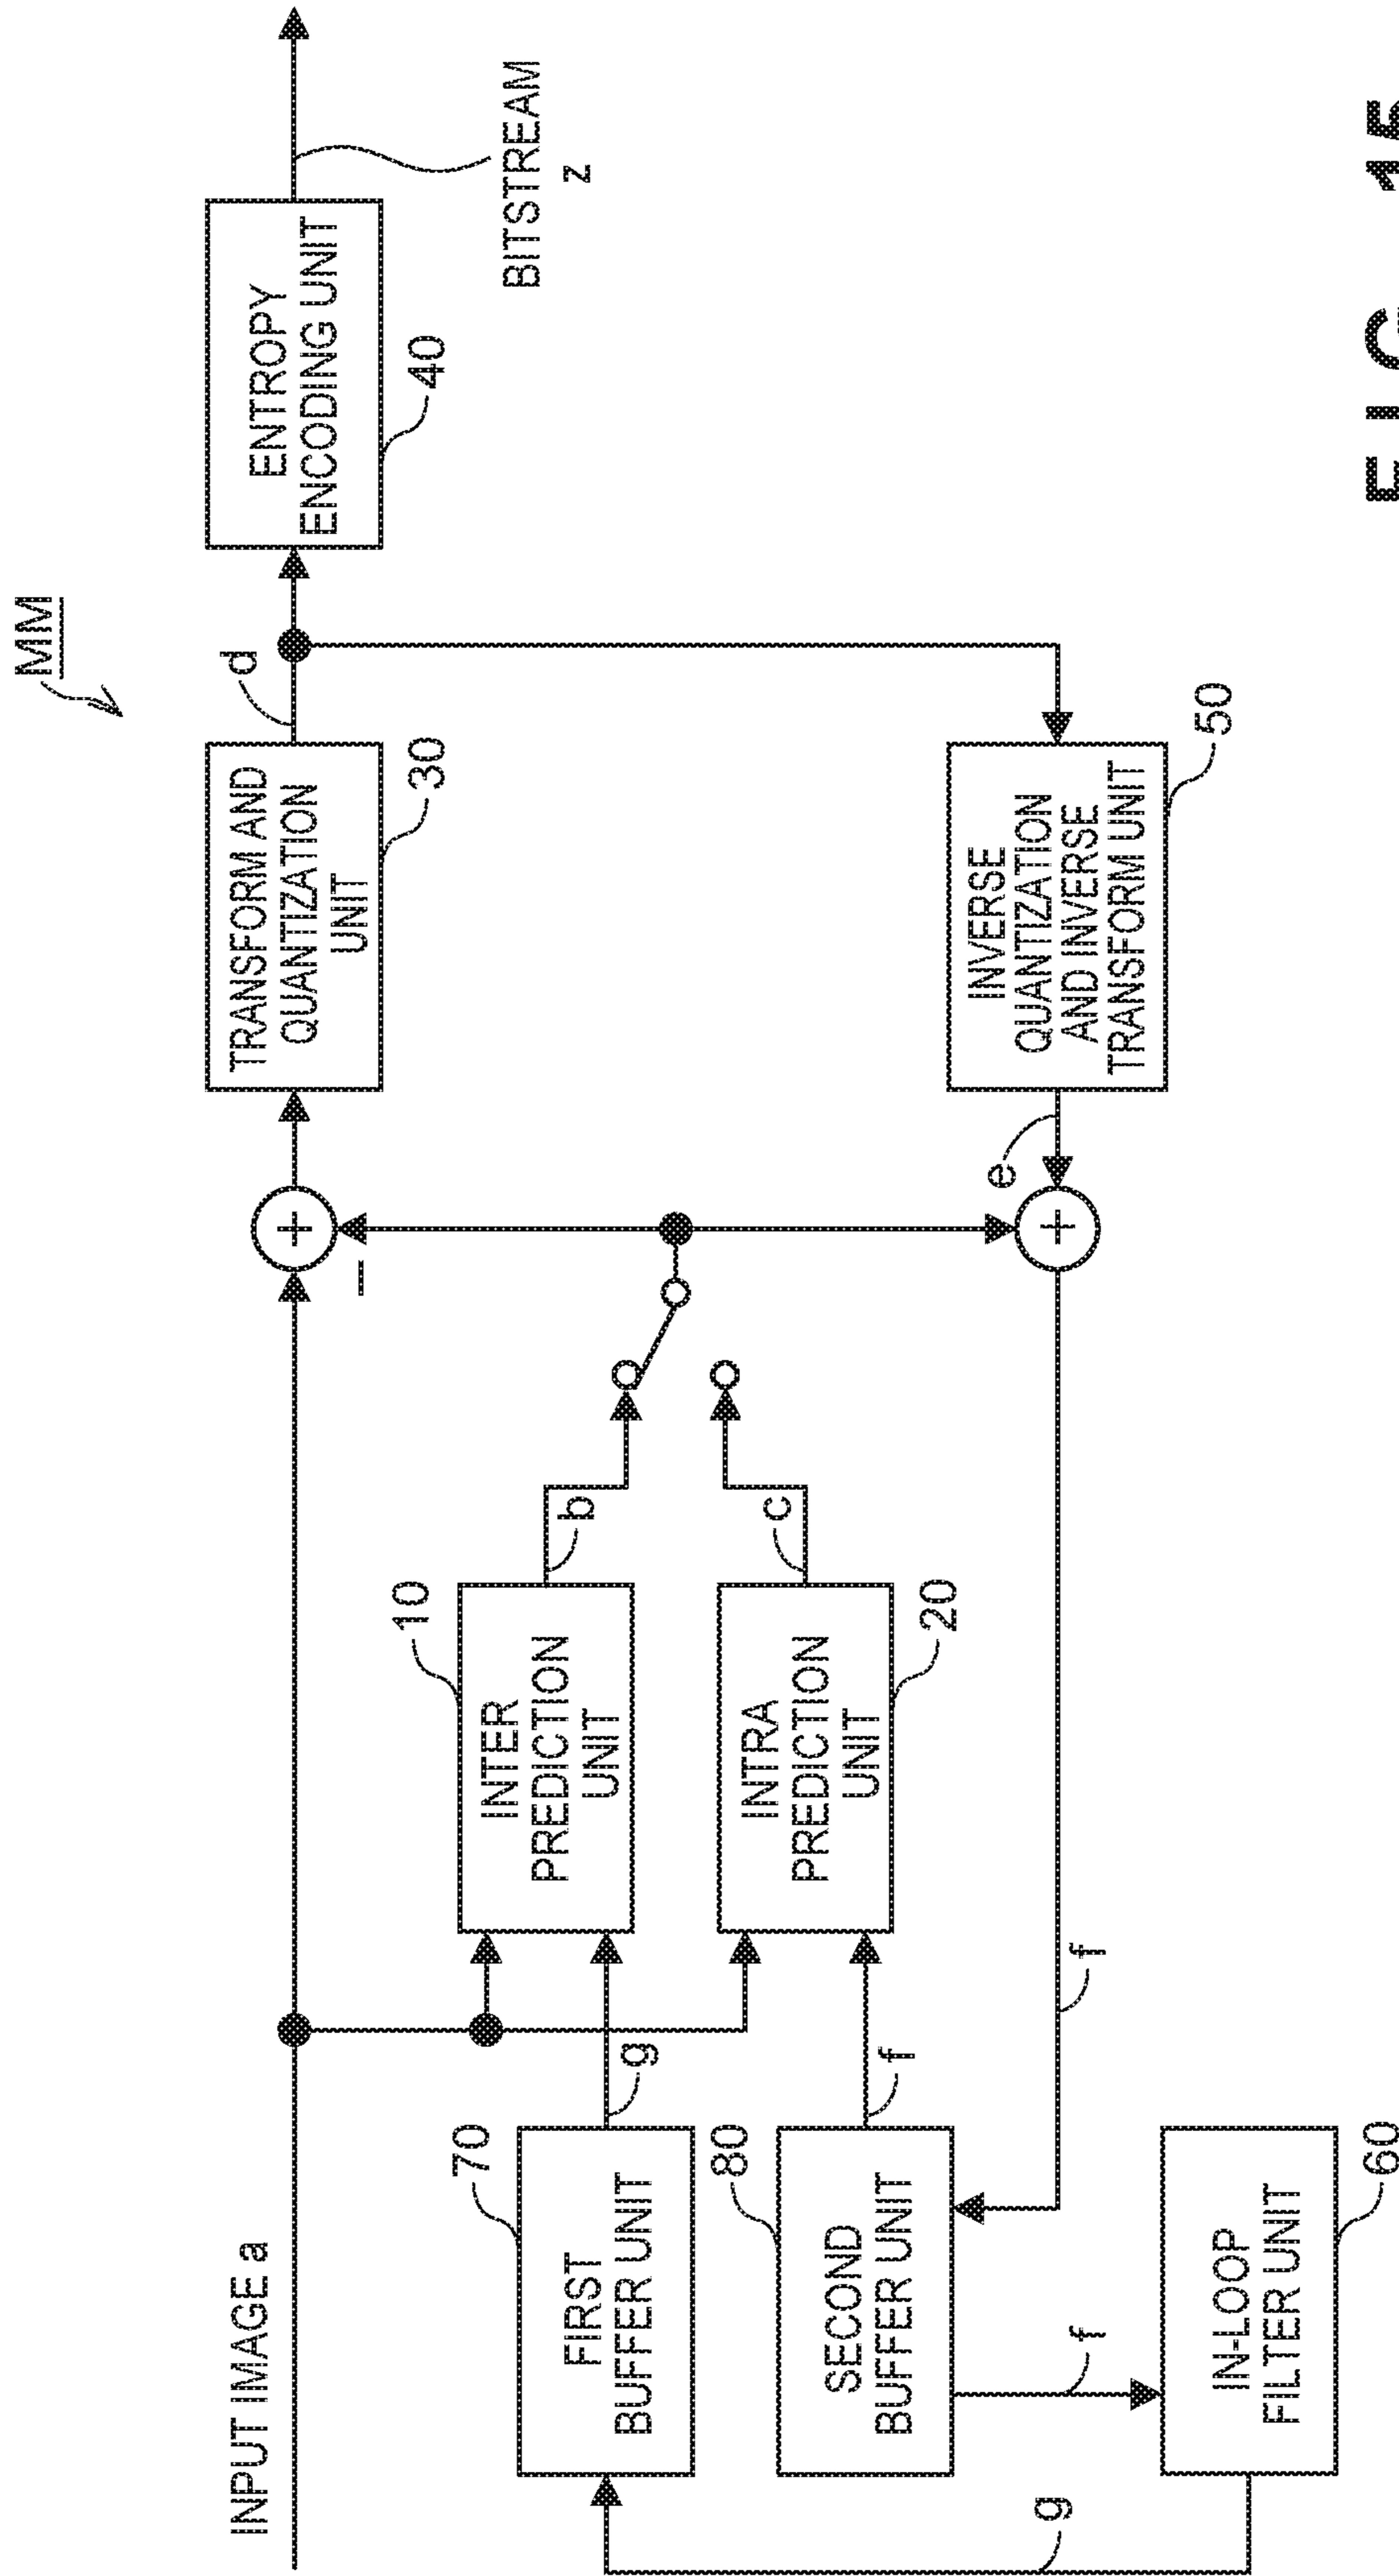 MM
INPUT IMAGE a
TRANSFORM AND
QUANTIZATION
UNIT
30
d
ENTROPY
ENCODING UNIT
40
BITSTREAM
z
+
−
10
INTER
PREDICTION
UNIT
b
70
FIRST
BUFFER UNIT
g
20
INTRA
PREDICTION
UNIT
c
80
SECOND
BUFFER UNIT
f
INVERSE
QUANTIZATION
AND INVERSE
TRANSFORM UNIT
50
e
+
f
f
IN-LOOP
FILTER UNIT
60
g
FIG. 15